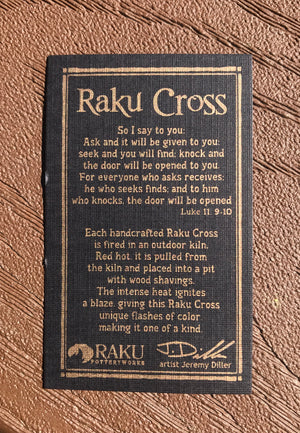 Raku Cross
So I say to you:
Ask and it will be given to you;
seek and you will find; knock and
the door will be opened to you.
For everyone who asks receives;
he who seeks finds; and to him
who knocks, the door will be opened
Luke 11: 9-10
Each handcrafted Raku Cross
is fired in an outdoor kiln.
Red hot, it is pulled from
the kiln and placed into a pit
with wood shavings.
The intense heat ignites
a blaze, giving this Raku Cross
unique flashes of color
making it one of a kind.
RAKU
POTTERYWORKS
J. Diller
artist Jeremy Diller